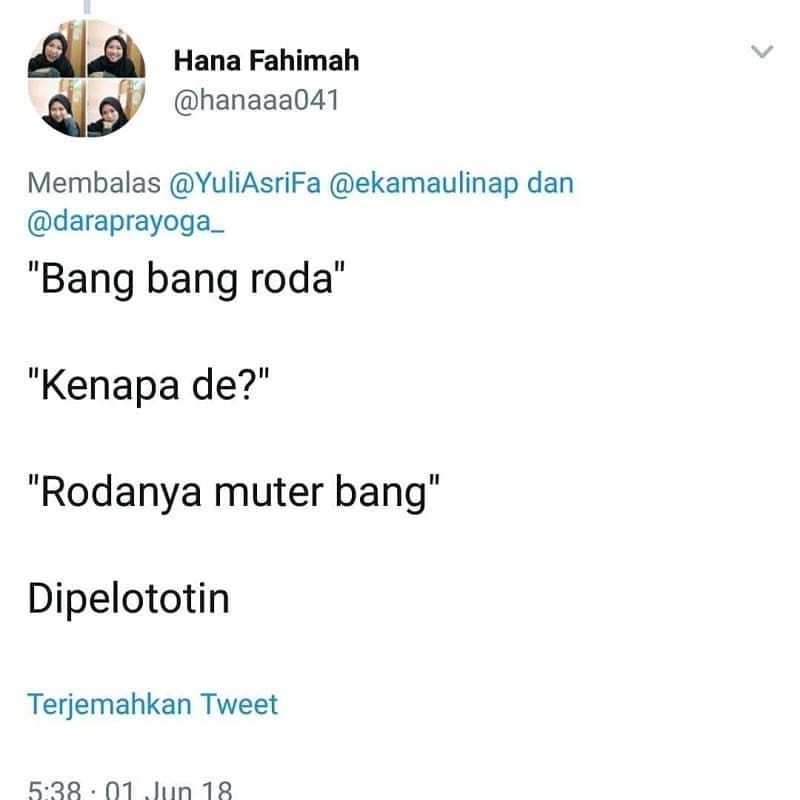 Hana Fahimah
@hanaaa041
Membalas @YuliAsriFa @ekamaulinap dan
@daraprayoga_
"Bang bang roda"
"Kenapa de?"
"Rodanya muter bang"
Dipelototin
Terjemahkan Tweet
5:38 · 01 Jun 18